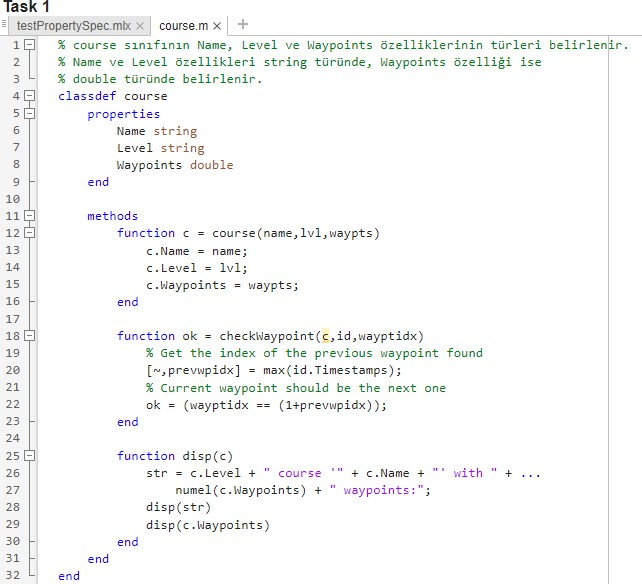 Task 1
testPropertySpec.mlx × course.m × +
1 % course sınıfının Name, Level ve Waypoints özelliklerinin türleri belirlenir.
2 % Name ve Level özellikleri string türünde, Waypoints özelliği ise
3 % double türünde belirlenir.
4 classdef course
5 properties
6 Name string
7 Level string
8 Waypoints double
9 end
10
11 methods
12 function c = course(name,lvl,waypts)
13 c.Name = name;
14 c.Level = lvl;
15 c.Waypoints = waypts;
16 end
17
18 function ok = checkWaypoint(c,id,wayptidx)
19 % Get the index of the previous waypoint found
20 [~,prevwpidx] = max(id.Timestamps);
21 % Current waypoint should be the next one
22 ok = (wayptidx == (1+prevwpidx));
23 end
24
25 function disp(c)
26 str = c.Level + " course '" + c.Name + "' with " + ...
27 numel(c.Waypoints) + " waypoints:";
28 disp(str)
29 disp(c.Waypoints)
30 end
31 end
32 end